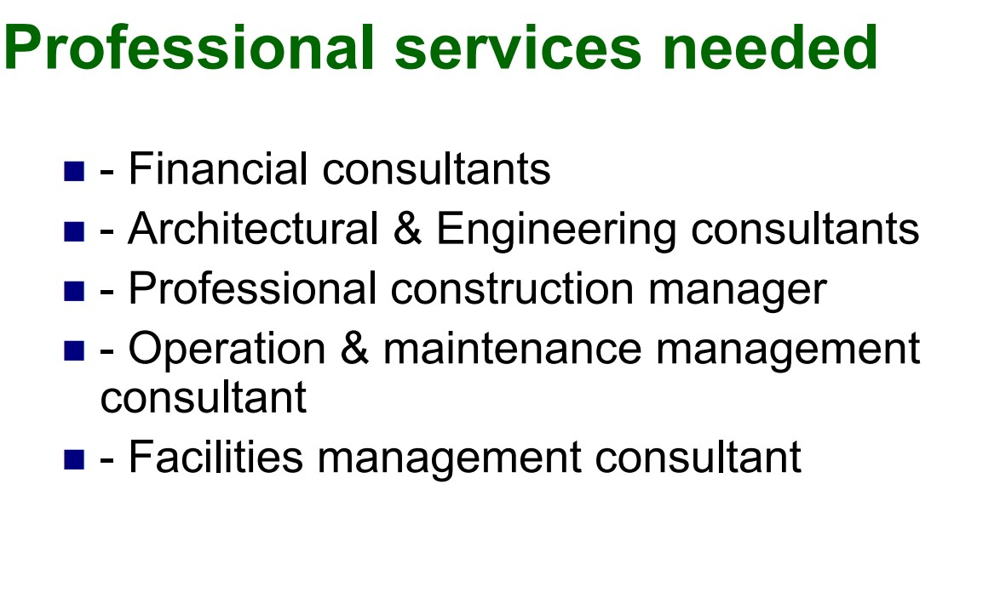 Professional services needed
- Financial consultants
- Architectural & Engineering consultants
- Professional construction manager
- Operation & maintenance management
consultant
- Facilities management consultant